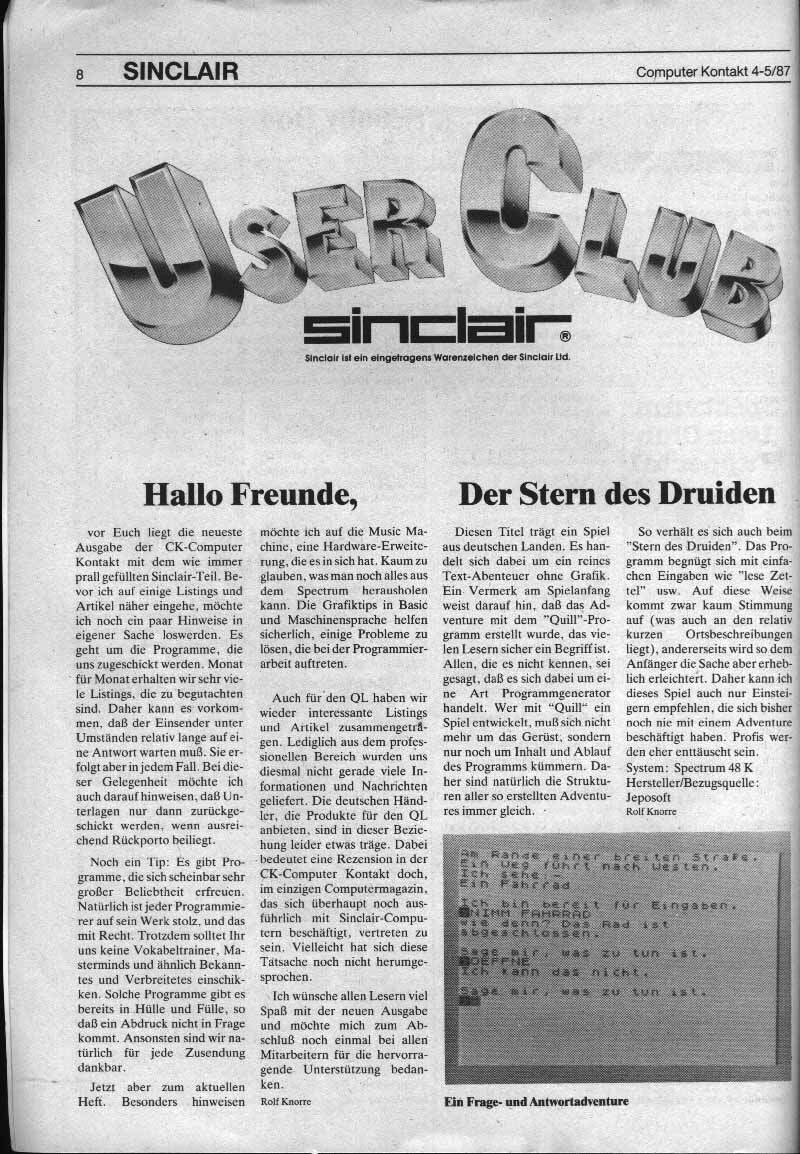 8 SINCLAIR Computer Kontakt 4-5/87
USER CLUB
sinclair®
Sinclair ist ein eingetragens Warenzeichen der Sinclair Ltd.
Hallo Freunde,
vor Euch liegt die neueste
Ausgabe der CK-Computer
Kontakt mit dem wie immer
prall gefüllten Sinclair-Teil. Be-
vor ich auf einige Listings und
Artikel näher eingehe, möchte
ich noch ein paar Hinweise in
eigener Sache loswerden. Es
geht um die Programme, die
uns zugeschickt werden. Monat
für Monat erhalten wir sehr vie-
le Listings, die zu begutachten
sind. Daher kann es vorkom-
men, daß der Einsender unter
Umständen relativ lange auf ei-
ne Antwort warten muß. Sie er-
folgt aber in jedem Fall. Bei die-
ser Gelegenheit möchte ich
auch darauf hinweisen, daß Un-
terlagen nur dann zurückge-
schickt werden, wenn ausrei-
chend Rückporto beiliegt.
Noch ein Tip: Es gibt Pro-
gramme, die sich scheinbar sehr
großer Beliebtheit erfreuen.
Natürlich ist jeder Programmie-
rer auf sein Werk stolz, und das
mit Recht. Trotzdem solltet Ihr
uns keine Vokabeltrainer, Ma-
sterminds und ähnlich Bekann-
tes und Verbreitetes einschik-
ken. Solche Programme gibt es
bereits in Hülle und Fülle, so
daß ein Abdruck nicht in Frage
kommt. Ansonsten sind wir na-
türlich für jede Zusendung
dankbar.
Jetzt aber zum aktuellen
Heft. Besonders hinweisen
möchte ich auf die Music Ma-
chine, eine Hardware-Erweite-
rung, die es in sich hat. Kaum zu
glauben, was man noch alles aus
dem Spectrum herausholen
kann. Die Grafiktips in Basic
und Maschinensprache helfen
sicherlich, einige Probleme zu
lösen, die bei der Programmier-
arbeit auftreten.
Auch für den QL haben wir
wieder interessante Listings
und Artikel zusammengetra-
gen. Lediglich aus dem profes-
sionellen Bereich wurden uns
diesmal nicht gerade viele In-
formationen und Nachrichten
geliefert. Die deutschen Händ-
ler, die Produkte für den QL
anbieten, sind in dieser Bezie-
hung leider etwas träge. Dabei
bedeutet eine Rezension in der
CK-Computer Kontakt doch,
im einzigen Computermagazin,
das sich überhaupt noch aus-
führlich mit Sinclair-Compu-
tern beschäftigt, vertreten zu
sein. Vielleicht hat sich diese
Tatsache noch nicht herumge-
sprochen.
Ich wünsche allen Lesern viel
Spaß mit der neuen Ausgabe
und möchte mich zum Ab-
schluß noch einmal bei allen
Mitarbeitern für die hervorra-
gende Unterstützung bedan-
ken.
Rolf Knorre
Der Stern des Druiden
Diesen Titel trägt ein Spiel
aus deutschen Landen. Es han-
delt sich dabei um ein reines
Text-Abenteuer ohne Grafik.
Ein Vermerk am Spielanfang
weist darauf hin, daß das Ad-
venture mit dem "Quill"-Pro-
gramm erstellt wurde, das vie-
len Lesern sicher ein Begriff ist.
Allen, die es nicht kennen, sei
gesagt, daß es sich dabei um ei-
ne Art Programmgenerator
handelt. Wer mit "Quill" ein
Spiel entwickelt, muß sich nicht
mehr um das Gerüst, sondern
nur noch um Inhalt und Ablauf
des Programms kümmern. Da-
her sind natürlich die Struktu-
ren aller so erstellten Adventu-
res immer gleich.
So verhält es sich auch beim
"Stern des Druiden". Das Pro-
gramm begnügt sich mit einfa-
chen Eingaben wie "lese Zet-
tel" usw. Auf diese Weise
kommt zwar kaum Stimmung
auf (was auch an den relativ
kurzen Ortsbeschreibungen
liegt), andererseits wird so dem
Anfänger die Sache aber erheb-
lich erleichtert. Daher kann ich
dieses Spiel auch nur Einstei-
gern empfehlen, die sich bisher
noch nie mit einem Adventure
beschäftigt haben. Profis wer-
den eher enttäuscht sein.
System: Spectrum 48 K
Hersteller/Bezugsquelle:
Jeposoft
Rolf Knorre
Am Rande einer breiten Straße.
Ein Weg führt nach Westen.
Ich sehe :-
Ein Fahrrad
Ich bin bereit für Eingaben.
NIMM FAHRRAD
wie denn? Das Rad ist
abgeschlossen.
Sage mir, was zu tun ist.
OEFFNE
Ich kann das nicht.
Sage mir, was zu tun ist.
Ein Frage- und Antwortadventure